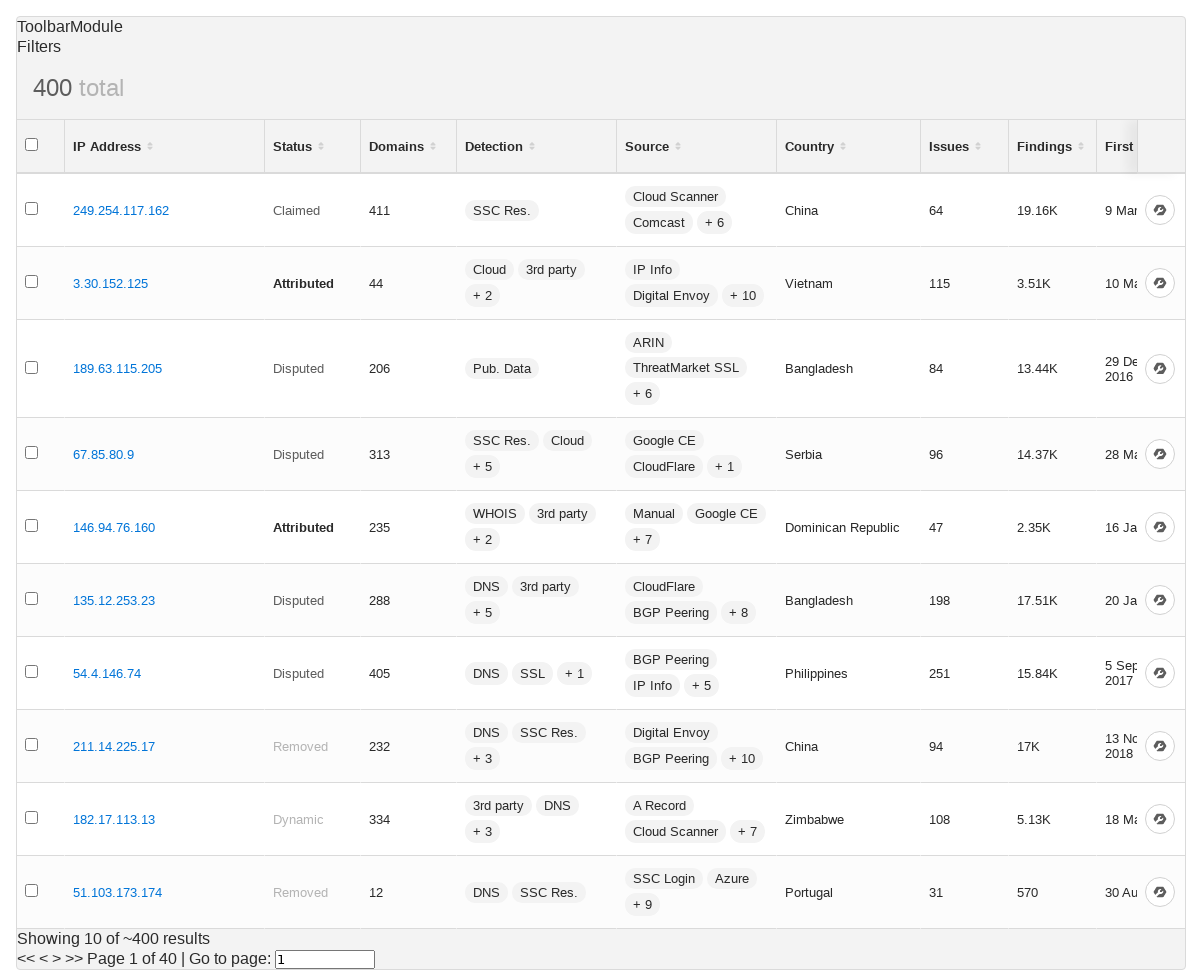 ToolbarModule
Filters
400 total
IP Address Status Domains Detection Source Country Issues Findings First
249.254.117.162 Claimed 411 SSC Res. Cloud Scanner Comcast + 6 China 64 19.16K 9 Mar
3.30.152.125 Attributed 44 Cloud 3rd party + 2 IP Info Digital Envoy + 10 Vietnam 115 3.51K 10 Ma
189.63.115.205 Disputed 206 Pub. Data ARIN ThreatMarket SSL + 6 Bangladesh 84 13.44K 29 De 2016
67.85.80.9 Disputed 313 SSC Res. Cloud + 5 Google CE CloudFlare + 1 Serbia 96 14.37K 28 Ma
146.94.76.160 Attributed 235 WHOIS 3rd party + 2 Manual Google CE + 7 Dominican Republic 47 2.35K 16 Ja
135.12.253.23 Disputed 288 DNS 3rd party + 5 CloudFlare BGP Peering + 8 Bangladesh 198 17.51K 20 Ja
54.4.146.74 Disputed 405 DNS SSL + 1 BGP Peering IP Info + 5 Philippines 251 15.84K 5 Sep 2017
211.14.225.17 Removed 232 DNS SSC Res. + 3 Digital Envoy BGP Peering + 10 China 94 17K 13 No 2018
182.17.113.13 Dynamic 334 3rd party DNS + 3 A Record Cloud Scanner + 7 Zimbabwe 108 5.13K 18 Ma
51.103.173.174 Removed 12 DNS SSC Res. SSC Login Azure + 9 Portugal 31 570 30 Au
Showing 10 of ~400 results
<< < > >> Page 1 of 40 | Go to page: 1